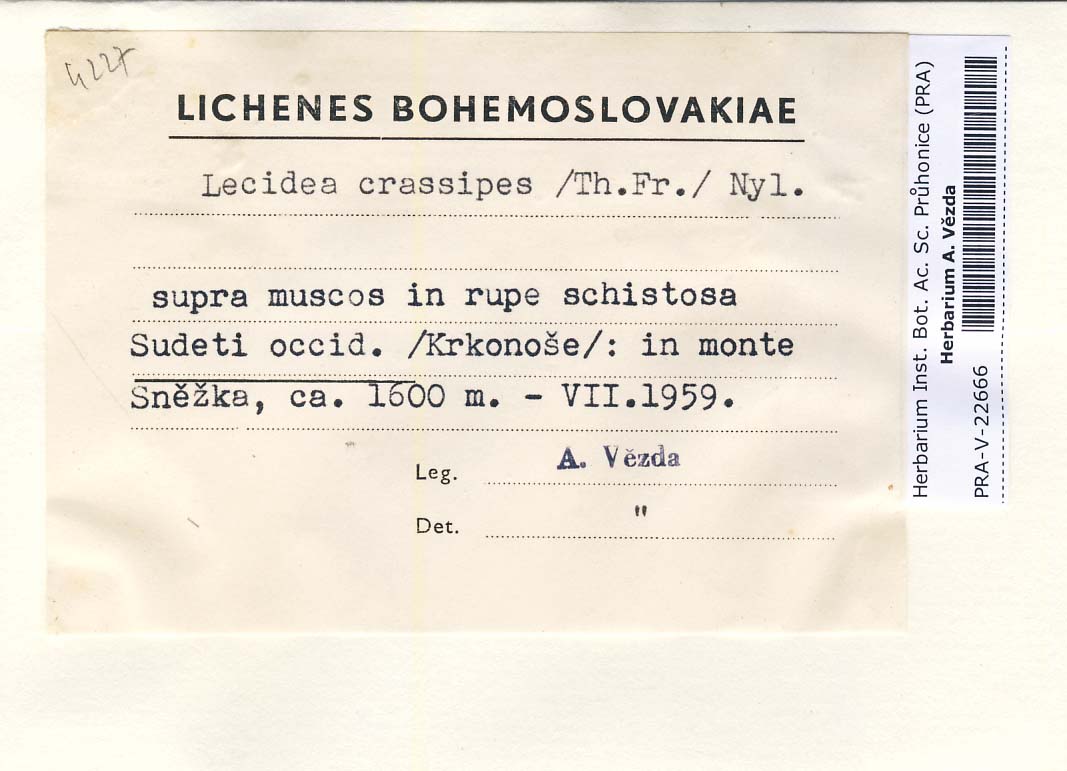 4227
LICHENES BOHEMOSLOVAKIAE
Lecidea crassipes /Th.Fr./ Nyl.
supra muscos in rupe schistosa
Sudeti occid. /Krkonoše/: in monte
Sněžka, ca. 1600 m. - VII.1959.
Leg. A. Vězda
Det. "
Herbarium Inst. Bot. Ac. Sc. Průhonice (PRA)
Herbarium A. Vězda
PRA-V-22666